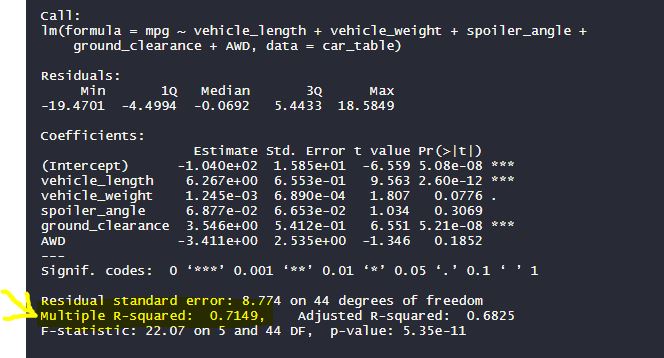 Call:
lm(formula = mpg ~ vehicle_length + vehicle_weight + spoiler_angle +
ground_clearance + AWD, data = car_table)
Residuals:
Min 1Q Median 3Q Max
-19.4701 -4.4994 -0.0692 5.4433 18.5849
Coefficients:
Estimate Std. Error t value Pr(>|t|)
(Intercept) -1.040e+02 1.585e+01 -6.559 5.08e-08 ***
vehicle_length 6.267e+00 6.553e-01 9.563 2.60e-12 ***
vehicle_weight 1.245e-03 6.890e-04 1.807 0.0776 .
spoiler_angle 6.877e-02 6.653e-02 1.034 0.3069
ground_clearance 3.546e+00 5.412e-01 6.551 5.21e-08 ***
AWD -3.411e+00 2.535e+00 -1.346 0.1852
---
Signif. codes: 0 ‘***’ 0.001 ‘**’ 0.01 ‘*’ 0.05 ‘.’ 0.1 ‘ ’ 1
Residual standard error: 8.774 on 44 degrees of freedom
Multiple R-squared: 0.7149, Adjusted R-squared: 0.6825
F-statistic: 22.07 on 5 and 44 DF, p-value: 5.35e-11